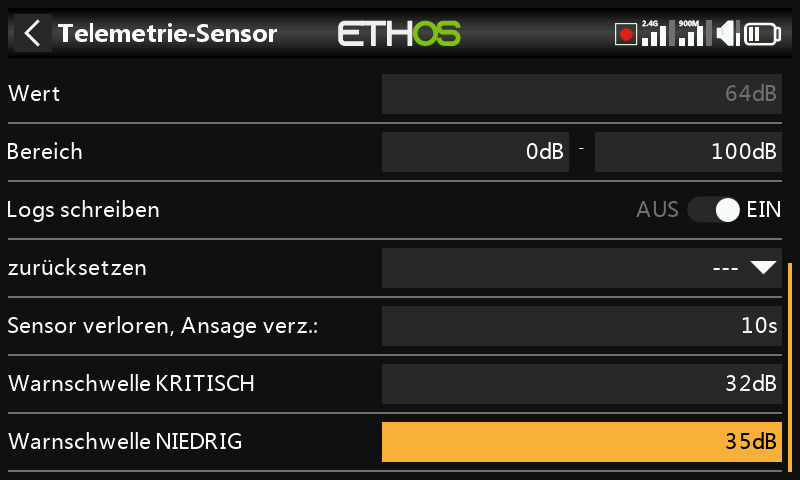 Telemetrie-Sensor ETHOS 2.4G 900M
Wert 64dB
Bereich 0dB - 100dB
Logs schreiben AUS EIN
zurücksetzen ---
Sensor verloren, Ansage verz.: 10s
Warnschwelle KRITISCH 32dB
Warnschwelle NIEDRIG 35dB